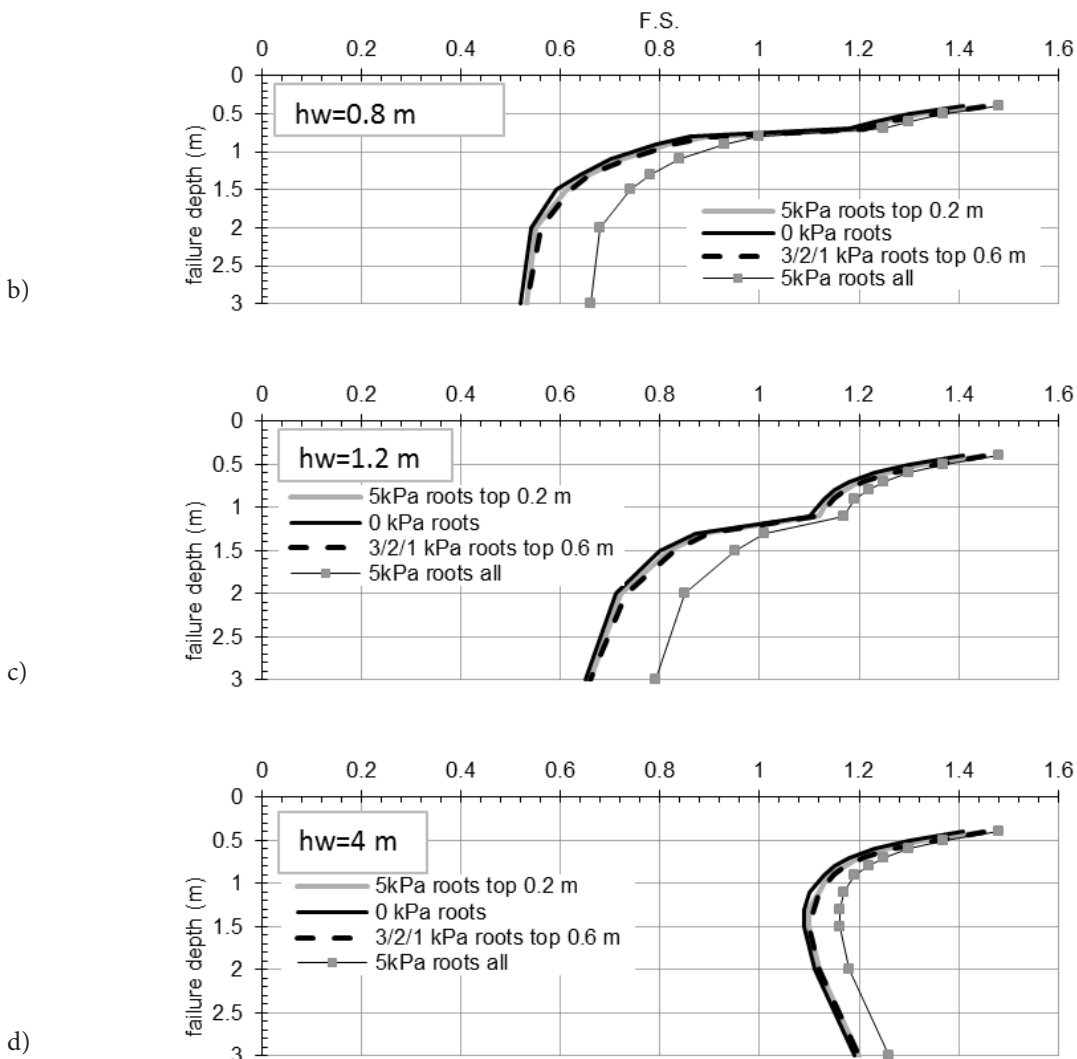 F.S.
0 0.2 0.4 0.6 0.8 1 1.2 1.4 1.6
0
0.5
1
1.5
2
2.5
3
failure depth (m)
hw=0.8 m
5kPa roots top 0.2 m
0 kPa roots
3/2/1 kPa roots top 0.6 m
5kPa roots all
b)
0 0.2 0.4 0.6 0.8 1 1.2 1.4 1.6
0
0.5
1
1.5
2
2.5
3
failure depth (m)
hw=1.2 m
5kPa roots top 0.2 m
0 kPa roots
3/2/1 kPa roots top 0.6 m
5kPa roots all
c)
0 0.2 0.4 0.6 0.8 1 1.2 1.4 1.6
0
0.5
1
1.5
2
2.5
3
failure depth (m)
hw=4 m
5kPa roots top 0.2 m
0 kPa roots
3/2/1 kPa roots top 0.6 m
5kPa roots all
d)